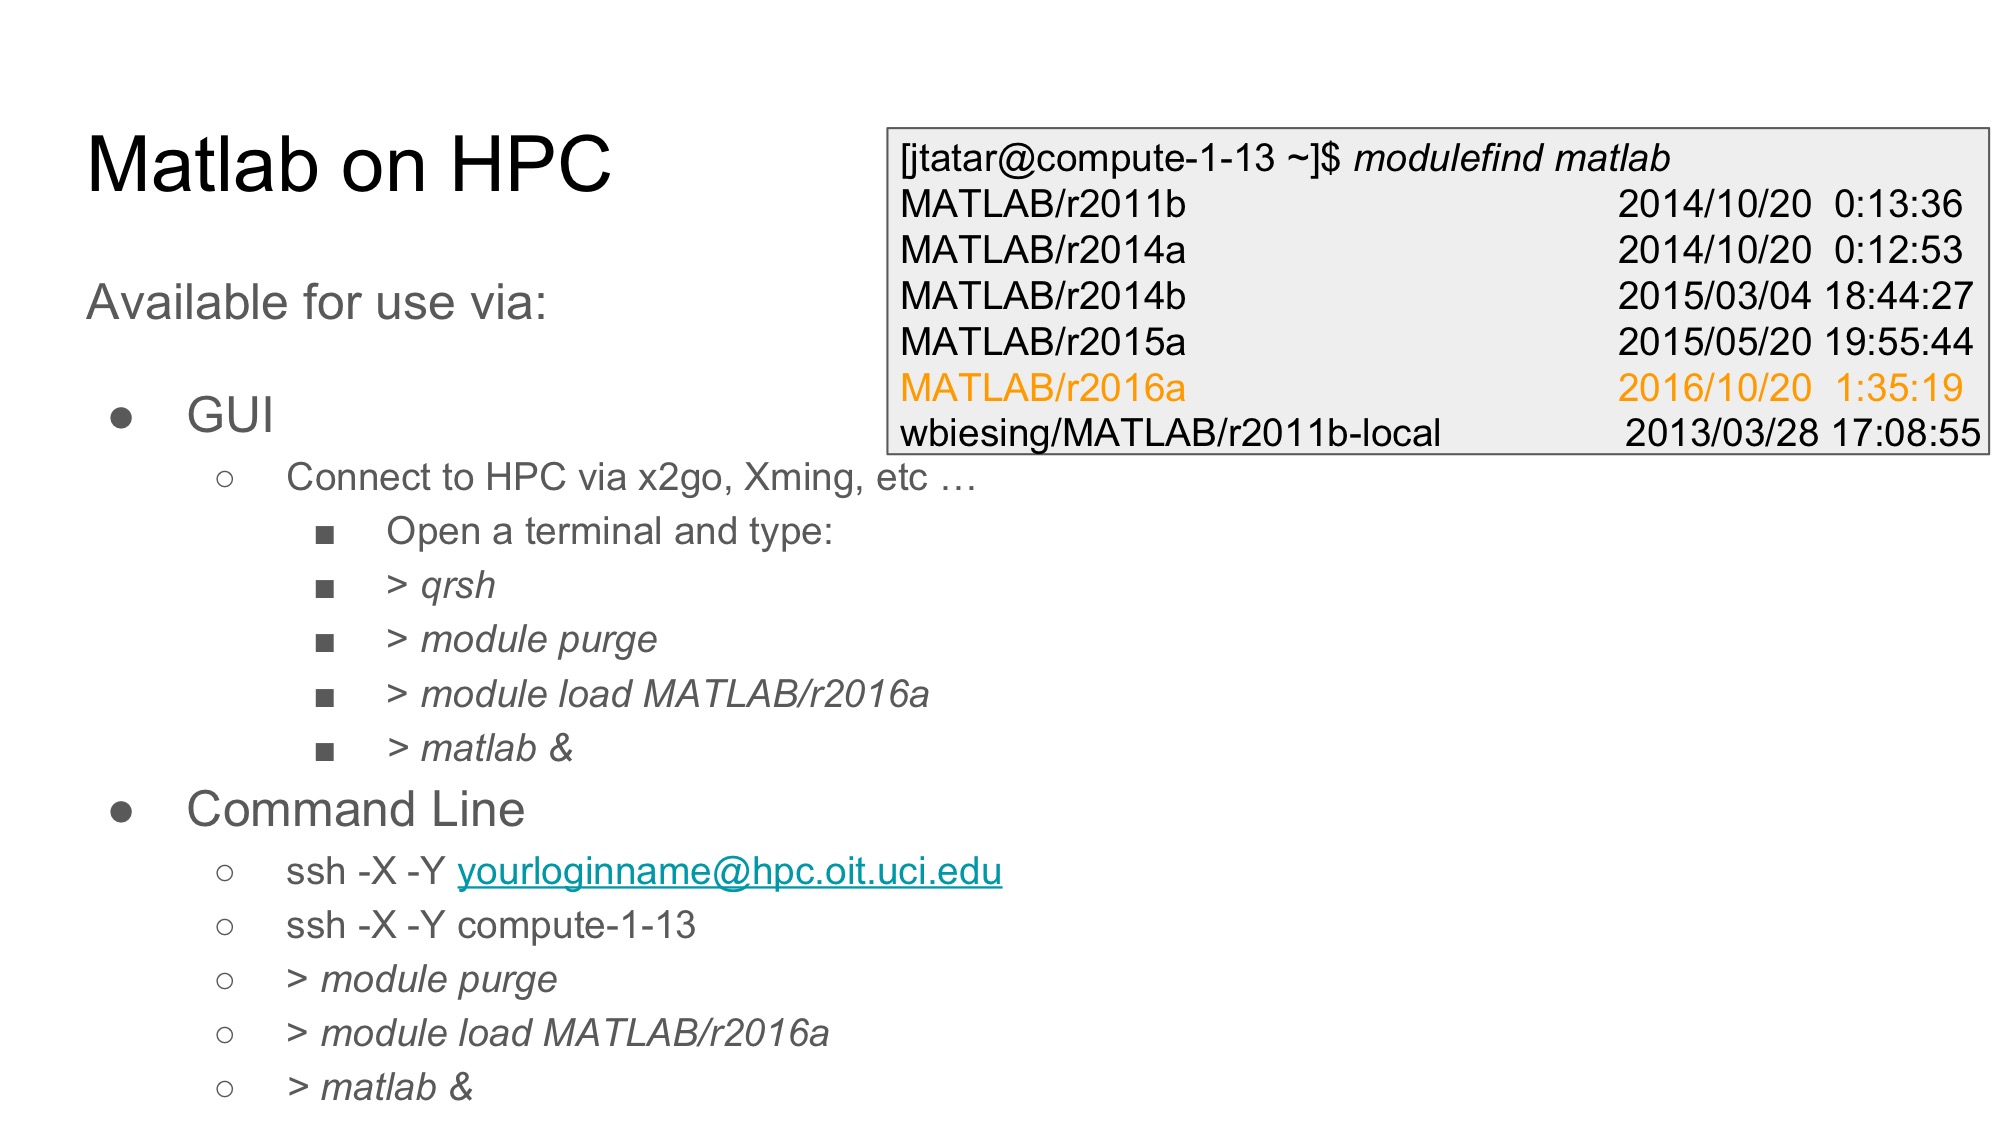 Matlab on HPC
[jtatar@compute-1-13 ~]$ modulefind matlab
MATLAB/r2011b 2014/10/20 0:13:36
MATLAB/r2014a 2014/10/20 0:12:53
MATLAB/r2014b 2015/03/04 18:44:27
MATLAB/r2015a 2015/05/20 19:55:44
MATLAB/r2016a 2016/10/20 1:35:19
wbiesing/MATLAB/r2011b-local 2013/03/28 17:08:55
Available for use via:
● GUI
○ Connect to HPC via x2go, Xming, etc …
■ Open a terminal and type:
■ > qrsh
■ > module purge
■ > module load MATLAB/r2016a
■ > matlab &
● Command Line
○ ssh -X -Y yourloginname@hpc.oit.uci.edu
○ ssh -X -Y compute-1-13
○ > module purge
○ > module load MATLAB/r2016a
○ > matlab &